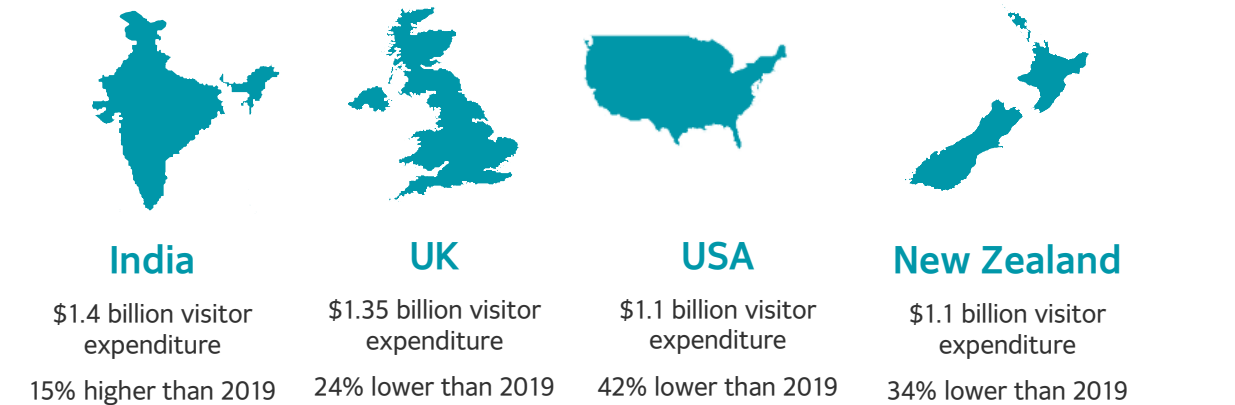 India
$1.4 billion visitor
expenditure
15% higher than 2019
UK
$1.35 billion visitor
expenditure
24% lower than 2019
USA
$1.1 billion visitor
expenditure
42% lower than 2019
New Zealand
$1.1 billion visitor
expenditure
34% lower than 2019